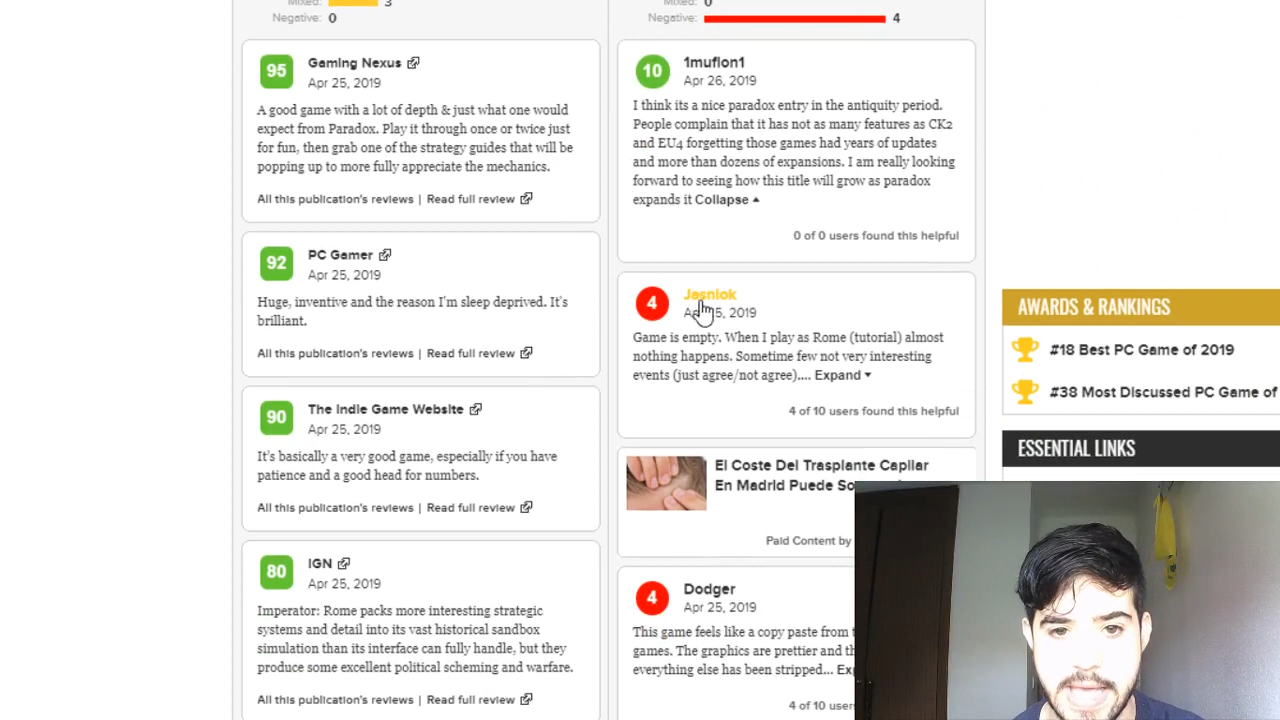 Mixed:
3
Negative: 0
95
Gaming Nexus
Apr 25, 2019
A good game with a lot of depth & just what one would
expect from Paradox. Play it through once or twice just
for fun, then grab one of the strategy guides that will be
popping up to more fully appreciate the mechanics.
All this publication's reviews | Read full review
92
PC Gamer
Apr 25, 2019
Huge, inventive and the reason I'm sleep deprived. It's
brilliant.
All this publication's reviews | Read full review
90
The Indie Game Website
Apr 25, 2019
It's basically a very good game, especially if you have
patience and a good head for numbers.
All this publication's reviews | Read full review
80
IGN
Apr 25, 2019
Imperator: Rome packs more interesting strategic
systems and detail into its vast historical sandbox
simulation than its interface can fully handle, but they
produce some excellent political scheming and warfare.
All this publication's reviews | Read full review
Mixed: 0
Negative: 4
10
1muflon1
Apr 26, 2019
I think its a nice paradox entry in the antiquity period.
People complain that it has not as many features as CK2
and EU4 forgetting those games had years of updates
and more than dozens of expansions. I am really looking
forward to seeing how this title will grow as paradox
expands it Collapse
0 of 0 users found this helpful
4
Jasniok
5, 2019
Game is empty. When I play as Rome (tutorial) almost
nothing happens. Sometime few not very interesting
events (just agree/not agree).... Expand
4 of 10 users found this helpful
El Coste Del Trasplante Capilar
En Madrid Puede
Paid Content by
4
Dodger
Apr 25, 2019
This game feels like a copy paste from
games. The graphics are prettier and
everything else has been stripped...
4 of 10 users
AWARDS & RANKINGS
#18 Best PC Game of 2019
#38 Most Discussed PC Game of
ESSENTIAL LINKS